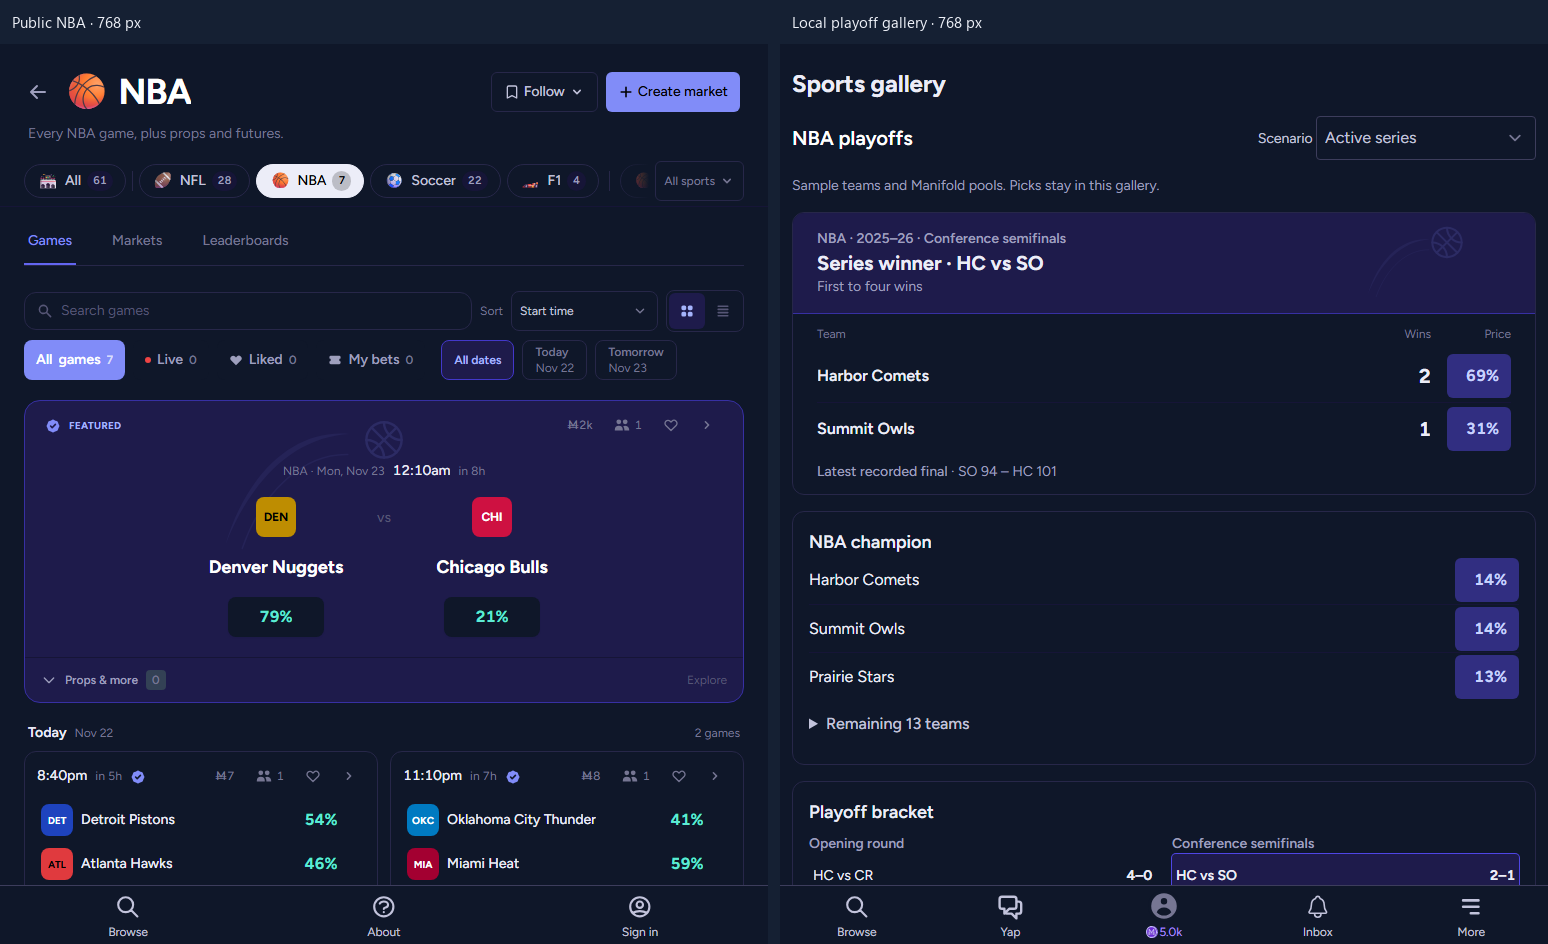 Public NBA · 768 px
NBA
Follow
+ Create market
Every NBA game, plus props and futures.
All 61
NFL 28
NBA 7
Soccer 22
F1 4
All sports
Games
Markets
Leaderboards
Search games
Sort
Start time
All games 7
Live 0
Liked 0
My bets 0
All dates
Today
Nov 22
Tomorrow
Nov 23
FEATURED
Ṁ2k
1
NBA · Mon, Nov 23 12:10am in 8h
DEN
vs
CHI
Denver Nuggets
Chicago Bulls
79%
21%
Props & more 0
Explore
Today Nov 22
2 games
8:40pm in 5h
Ṁ7
1
DET Detroit Pistons 54%
ATL Atlanta Hawks 46%
11:10pm in 7h
Ṁ8
1
OKC Oklahoma City Thunder 41%
MIA Miami Heat 59%
Browse
About
Sign in
Local playoff gallery · 768 px
Sports gallery
NBA playoffs
Scenario
Active series
Sample teams and Manifold pools. Picks stay in this gallery.
NBA · 2025–26 · Conference semifinals
Series winner · HC vs SO
First to four wins
Team Wins Price
Harbor Comets 2 69%
Summit Owls 1 31%
Latest recorded final · SO 94 – HC 101
NBA champion
Harbor Comets 14%
Summit Owls 14%
Prairie Stars 13%
Remaining 13 teams
Playoff bracket
Opening round
HC vs CR 4–0
Conference semifinals
HC vs SO 2–1
Browse
Yap
M 5.0k
Inbox
More